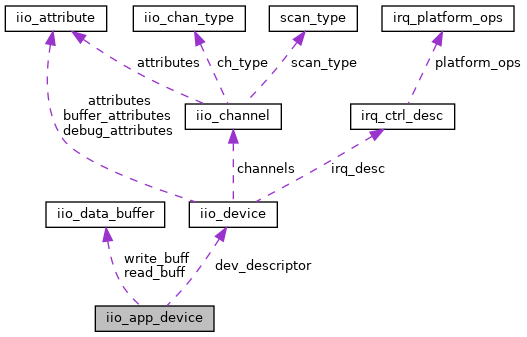 iio_attribute
iio_chan_type
scan_type
irq_platform_ops
attributes
ch_type
scan_type
platform_ops
attributes
buffer_attributes
debug_attributes
iio_channel
irq_ctrl_desc
channels
irq_desc
iio_data_buffer
iio_device
write_buff
read_buff
dev_descriptor
iio_app_device